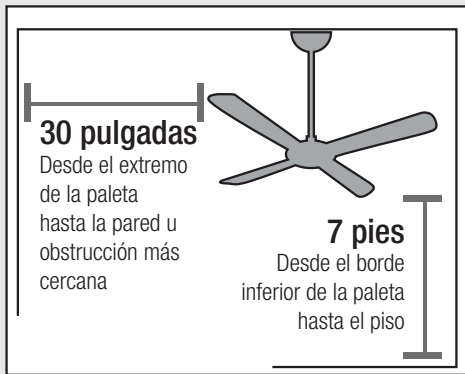 30 pulgadas
Desde el extremo
de la paleta
hasta la pared u
obstrucción más
cercana
7 pies
Desde el borde
inferior de la paleta
hasta el piso